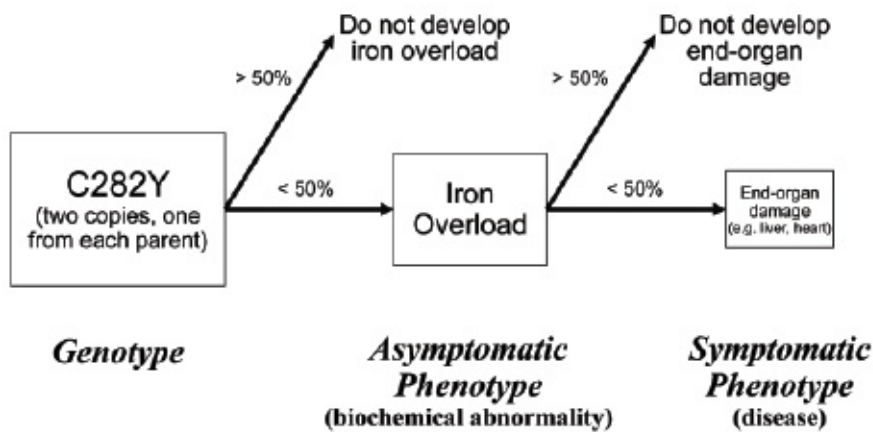 Do not develop
iron overload
Do not develop
end-organ
damage
> 50%
> 50%
C282Y
(two copies, one
from each parent)
< 50%
Iron
Overload
< 50%
End-organ
damage
(e.g. liver, heart)
Genotype
Asymptomatic
Phenotype
(biochemical abnormality)
Symptomatic
Phenotype
(disease)